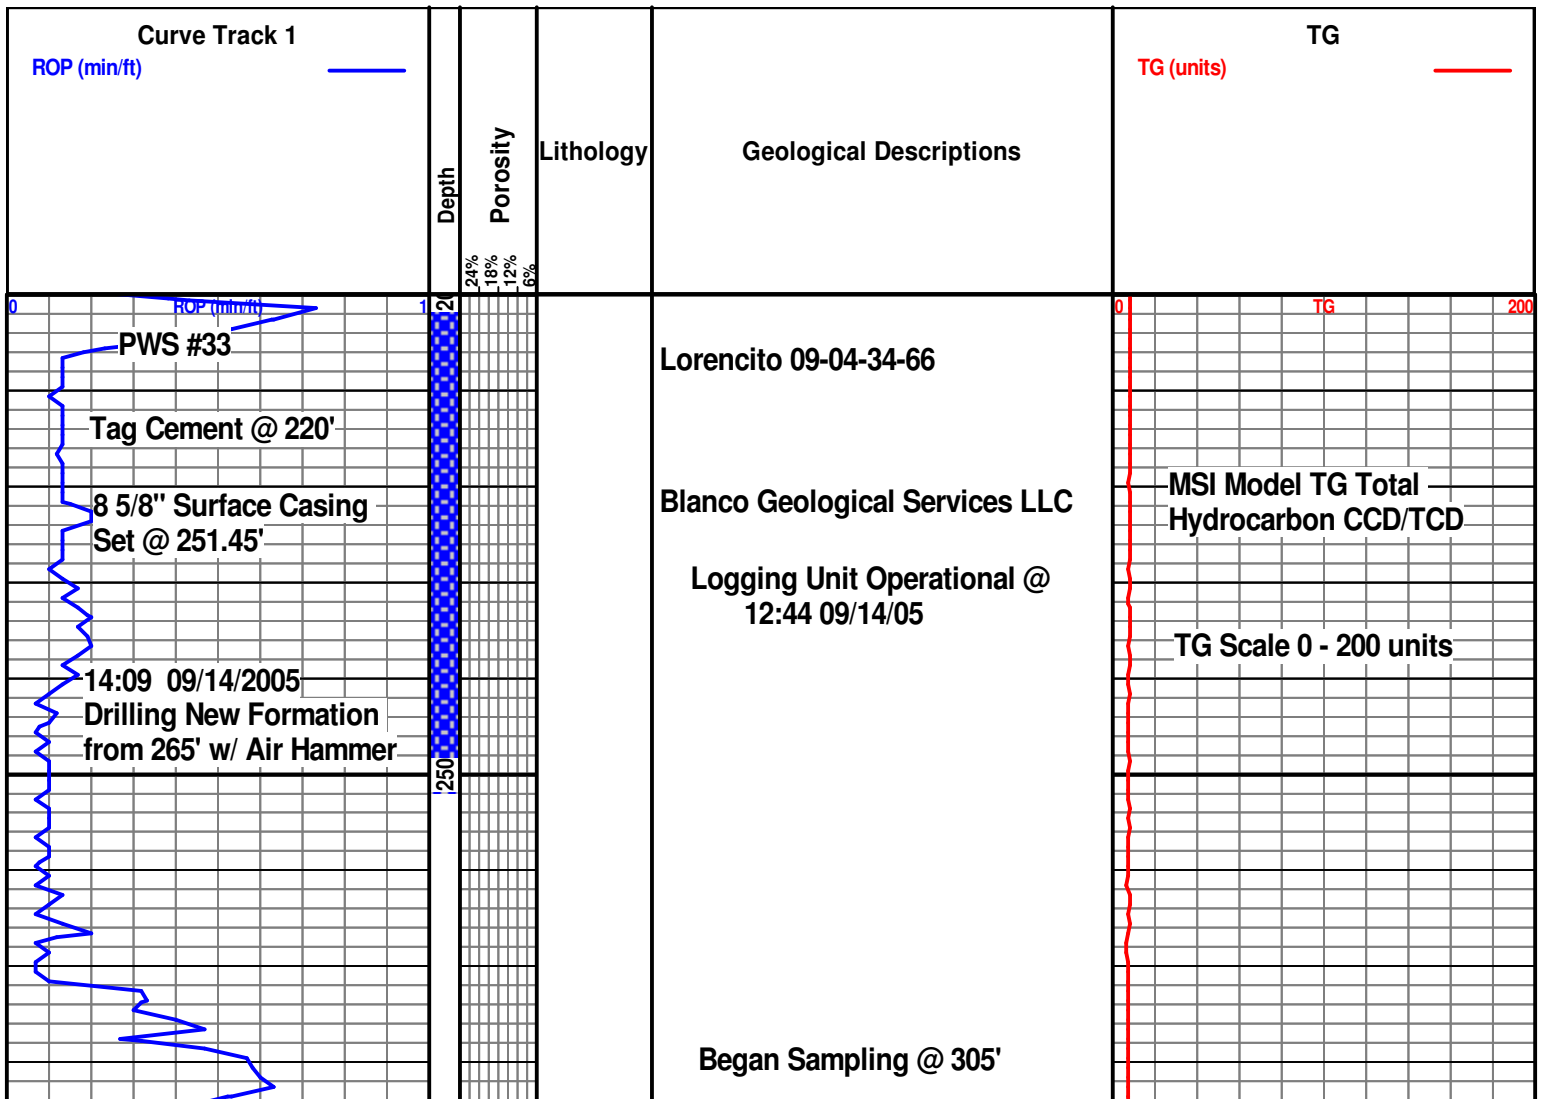 Curve Track 1
ROP (min/ft)
Depth
Porosity
24%
18%
12%
6%
Lithology
Geological Descriptions
TG
TG (units)
0 ROP (min/ft) 1
0 TG 200
PWS #33
Tag Cement @ 220'
8 5/8" Surface Casing
Set @ 251.45'
14:09 09/14/2005
Drilling New Formation
from 265' w/ Air Hammer
250
Lorencito 09-04-34-66
Blanco Geological Services LLC
Logging Unit Operational @
12:44 09/14/05
Began Sampling @ 305'
MSI Model TG Total
Hydrocarbon CCD/TCD
TG Scale 0 - 200 units